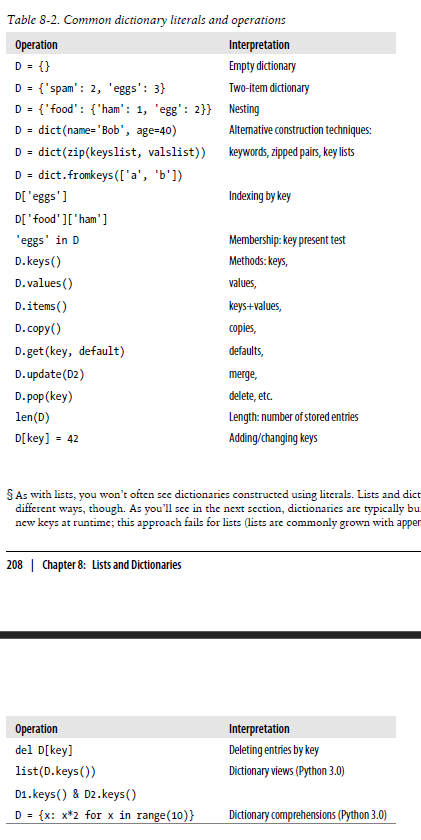 Table 8-2. Common dictionary literals and operations
Operation Interpretation
D = {} Empty dictionary
D = {'spam': 2, 'eggs': 3} Two-item dictionary
D = {'food': {'ham': 1, 'egg': 2}} Nesting
D = dict(name='Bob', age=40) Alternative construction techniques:
D = dict(zip(keyslist, valslist)) keywords, zipped pairs, key lists
D = dict.fromkeys(['a', 'b'])
D['eggs'] Indexing by key
D['food']['ham']
'eggs' in D Membership: key present test
D.keys() Methods: keys,
D.values() values,
D.items() keys+values,
D.copy() copies,
D.get(key, default) defaults,
D.update(D2) merge,
D.pop(key) delete, etc.
len(D) Length: number of stored entries
D[key] = 42 Adding/changing keys
§ As with lists, you won't often see dictionaries constructed using literals. Lists and dict
different ways, though. As you'll see in the next section, dictionaries are typically bu
new keys at runtime; this approach fails for lists (lists are commonly grown with appen
208 | Chapter 8: Lists and Dictionaries
Operation Interpretation
del D[key] Deleting entries by key
list(D.keys()) Dictionary views (Python 3.0)
D1.keys() & D2.keys()
D = {x: x*2 for x in range(10)} Dictionary comprehensions (Python 3.0)